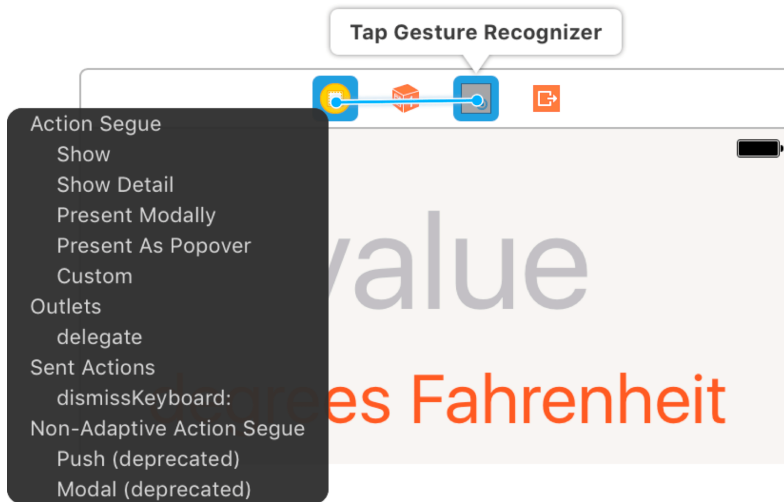 Tap Gesture Recognizer
Action Segue
Show
Show Detail
Present Modally
Present As Popover
Custom
Outlets
delegate
Sent Actions
dismissKeyboard:
Non-Adaptive Action Segue
Push (deprecated)
Modal (deprecated)
value
degrees Fahrenheit